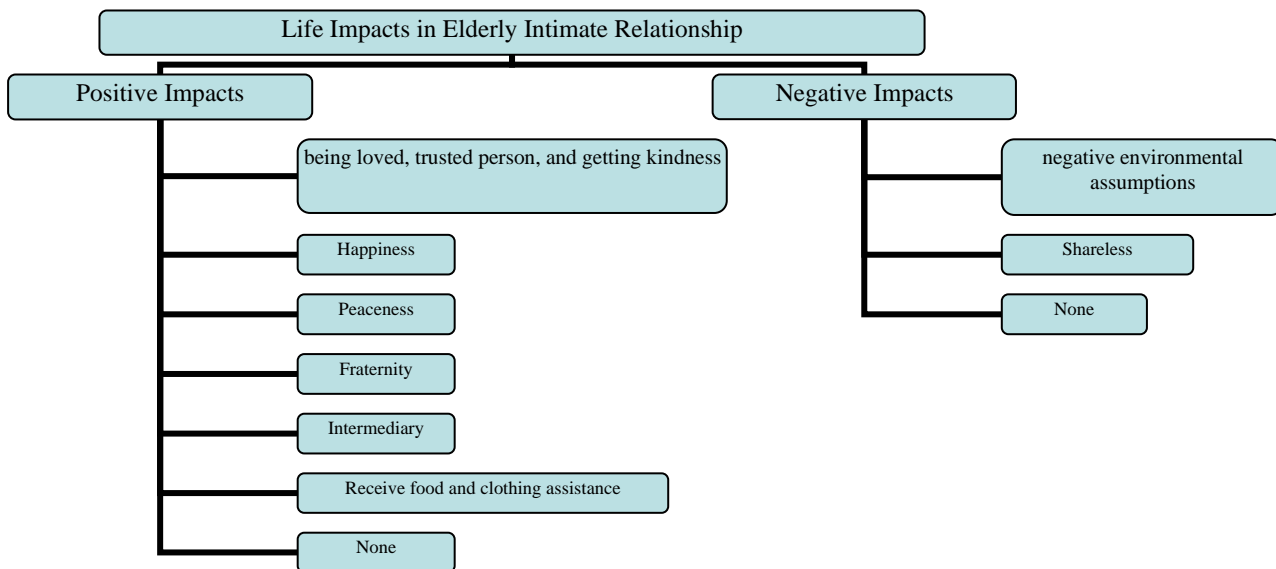 Life Impacts in Elderly Intimate Relationship
Positive Impacts
Negative Impacts
being loved, trusted person, and getting kindness
negative environmental
assumptions
Happiness
Shareless
Peaceness
None
Fraternity
Intermediary
Receive food and clothing assistance
None